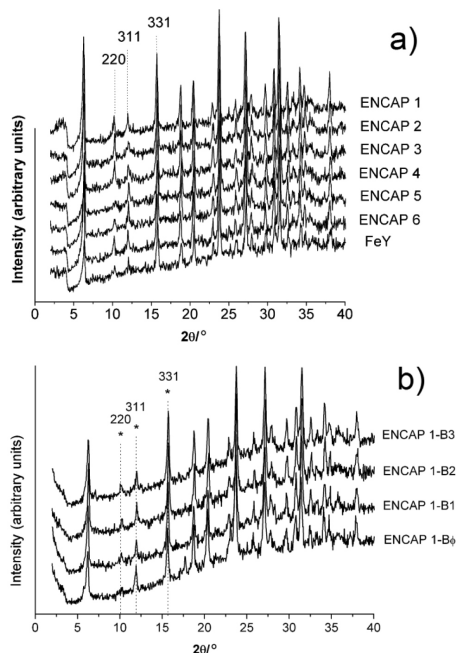 220
311
331
a)
ENCAP 1
ENCAP 2
ENCAP 3
ENCAP 4
ENCAP 5
ENCAP 6
FeY
Intensity (arbitrary units)
0 5 10 15 20 25 30 35 40
2θ/°
b)
220
311
331
* * *
ENCAP 1-B3
ENCAP 1-B2
ENCAP 1-B1
ENCAP 1-Bϕ
Intensity (arbitrary units)
0 5 10 15 20 25 30 35 40
2θ/°